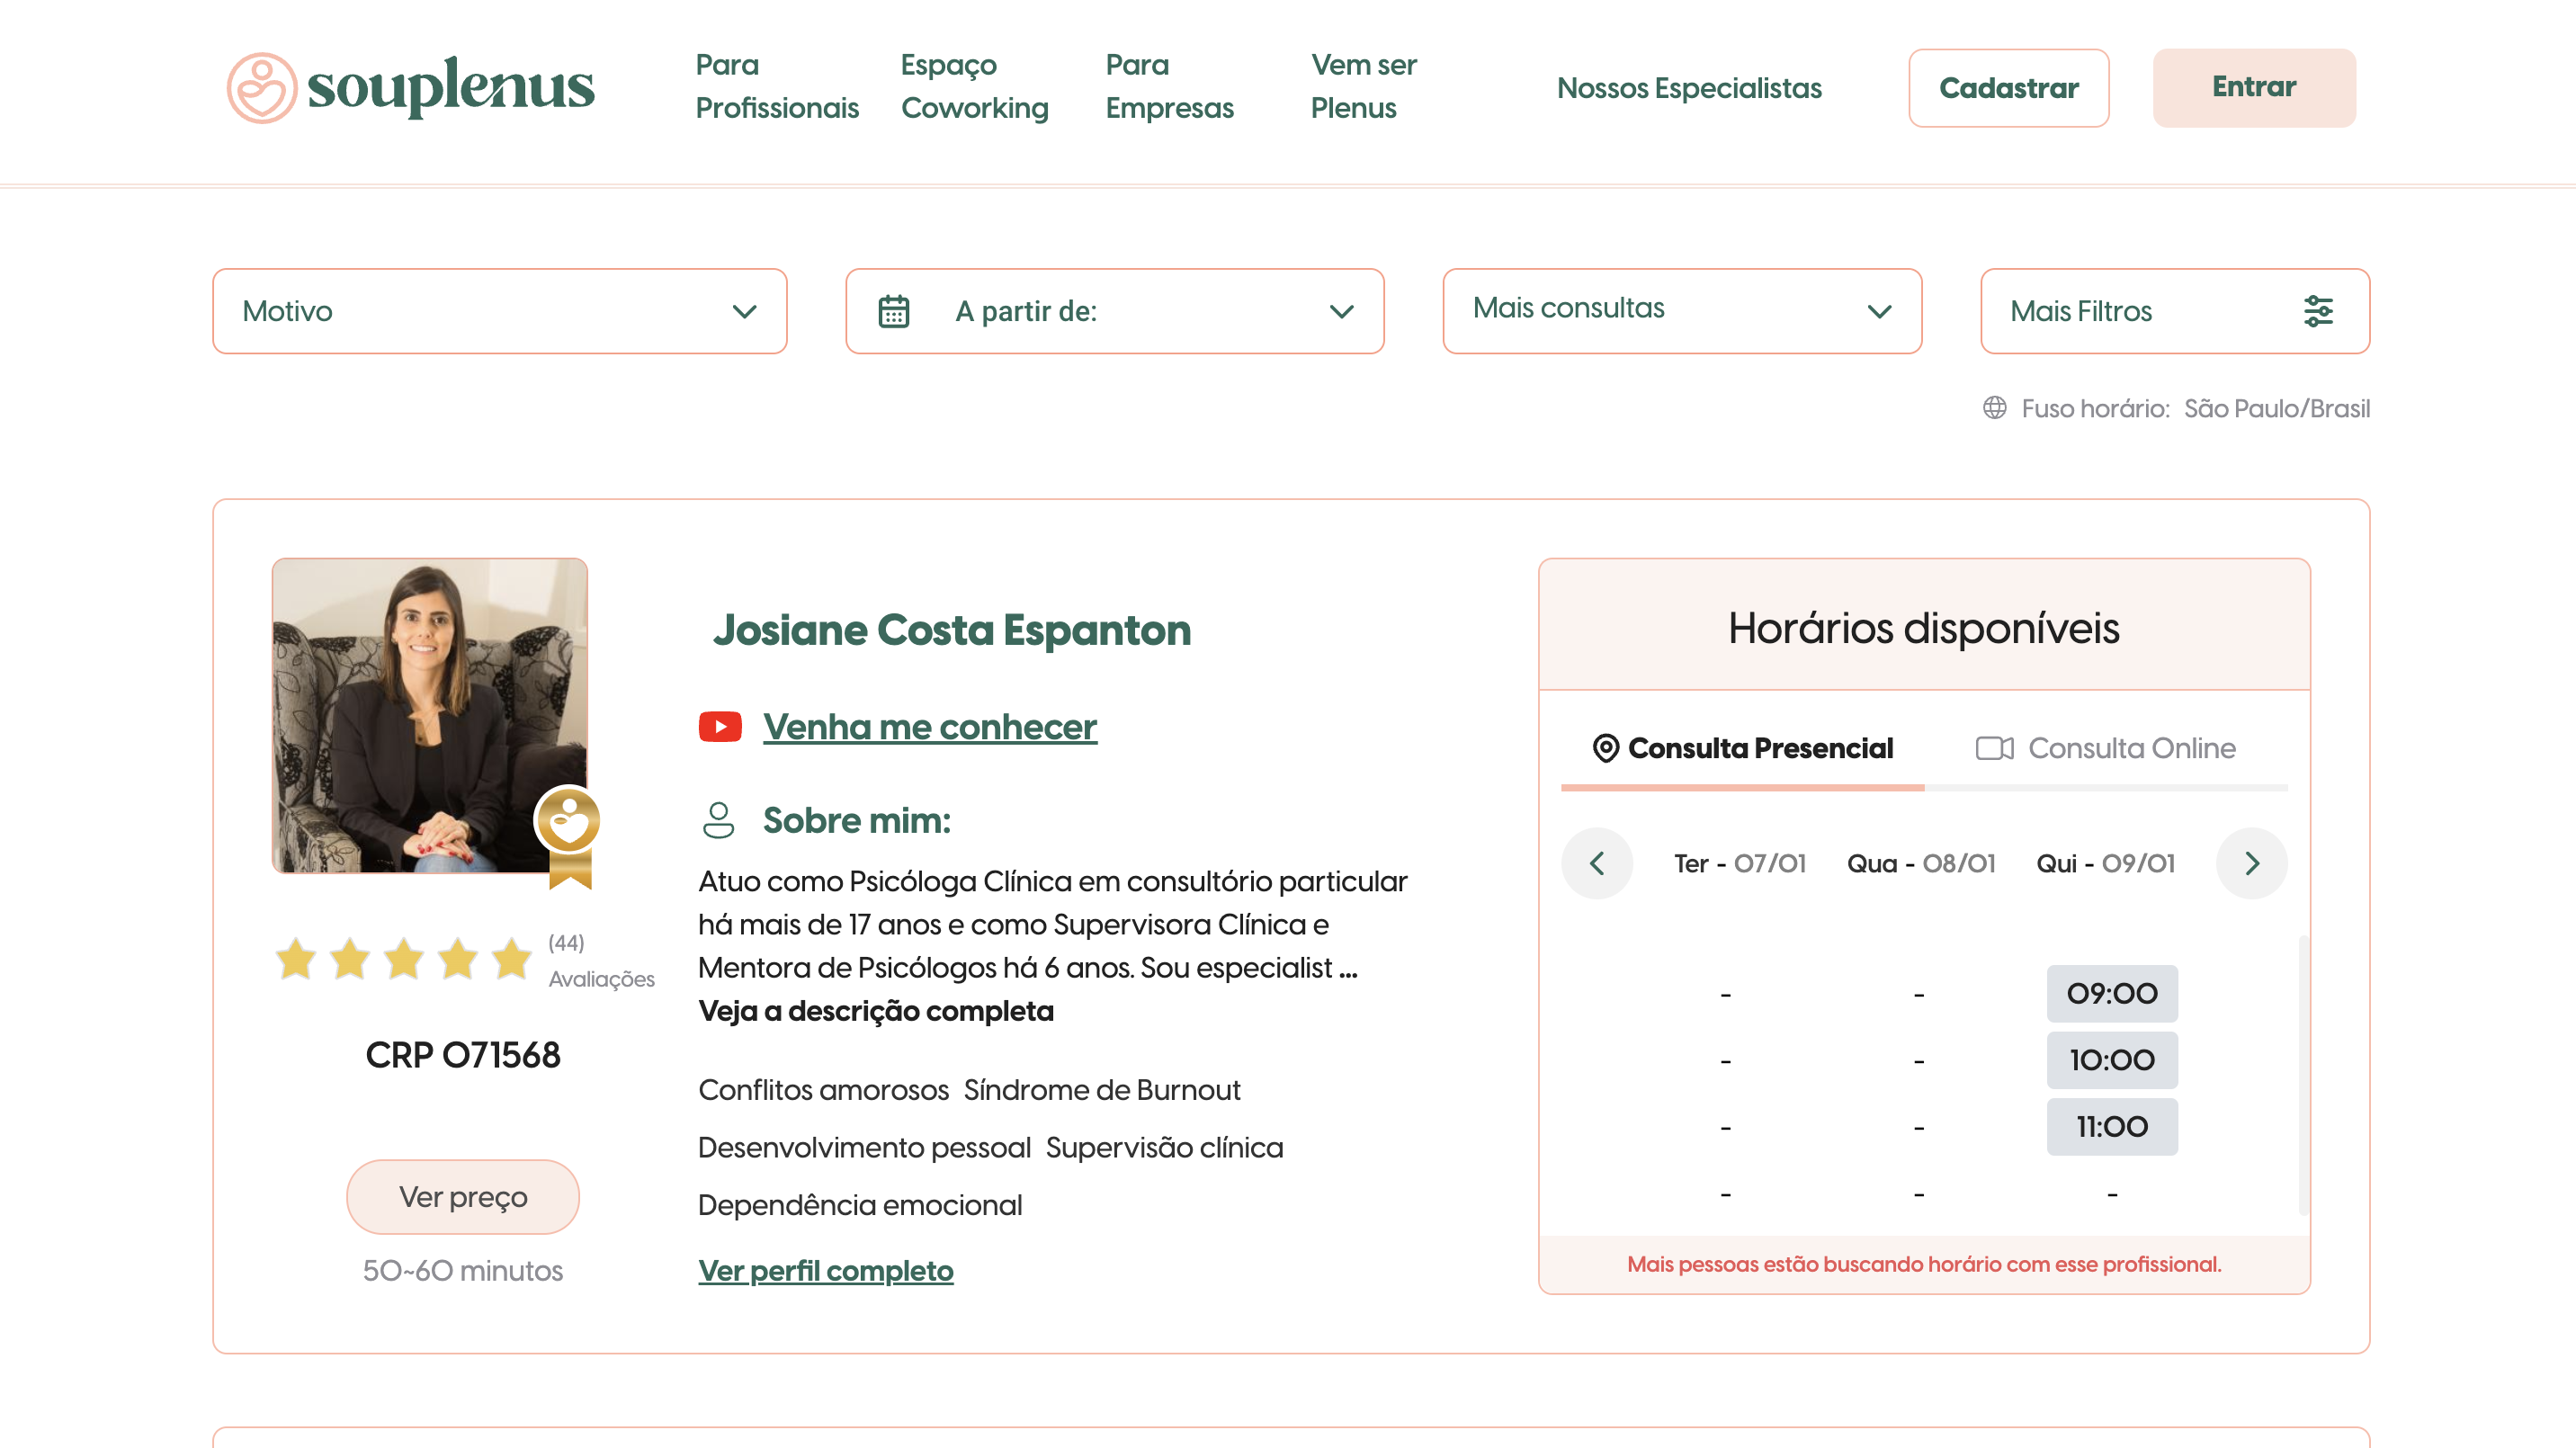 souplenus
Para
Profissionais
Espaço
Coworking
Para
Empresas
Vem ser
Plenus
Nossos Especialistas
Cadastrar
Entrar
Motivo
A partir de:
Mais consultas
Mais Filtros
Fuso horário: São Paulo/Brasil
Josiane Costa Espanton
Venha me conhecer
Sobre mim:
Atuo como Psicóloga Clínica em consultório particular
há mais de 17 anos e como Supervisora Clínica e
Mentora de Psicólogos há 6 anos. Sou especialist ...
Veja a descrição completa
(44)
Avaliações
CRP 071568
Ver preço
50~60 minutos
Conflitos amorosos Síndrome de Burnout
Desenvolvimento pessoal Supervisão clínica
Dependência emocional
Ver perfil completo
Horários disponíveis
Consulta Presencial
Consulta Online
Ter - 07/01 Qua - 08/01 Qui - 09/01
- - 09:00
- - 10:00
- - 11:00
- - -
Mais pessoas estão buscando horário com esse profissional.